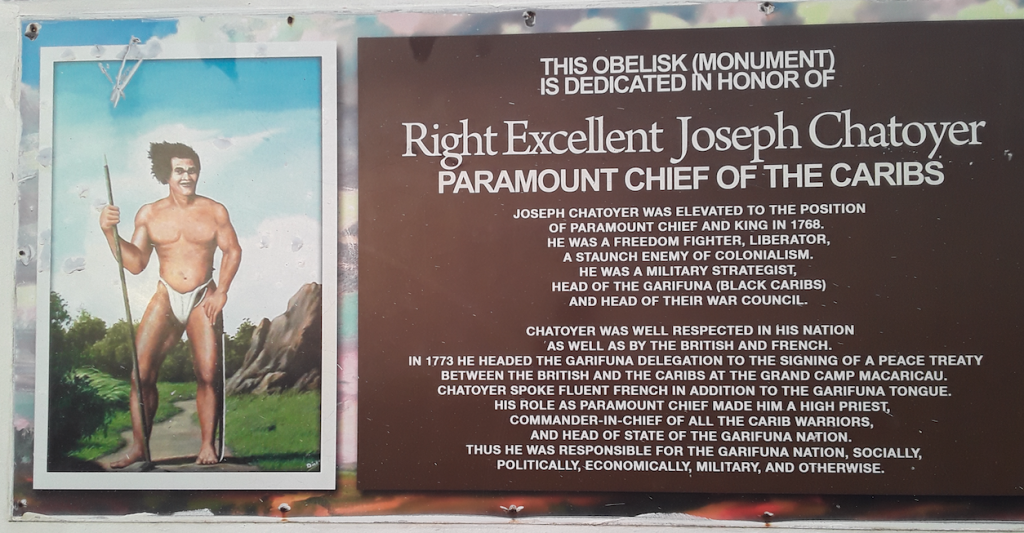 THIS OBELISK (MONUMENT)
IS DEDICATED IN HONOR OF
Right Excellent Joseph Chatoyer
PARAMOUNT CHIEF OF THE CARIBS
JOSEPH CHATOYER WAS ELEVATED TO THE POSITION
OF PARAMOUNT CHIEF AND KING IN 1768.
HE WAS A FREEDOM FIGHTER, LIBERATOR,
A STAUNCH ENEMY OF COLONIALISM.
HE WAS A MILITARY STRATEGIST,
HEAD OF THE GARIFUNA (BLACK CARIBS)
AND HEAD OF THEIR WAR COUNCIL.
CHATOYER WAS WELL RESPECTED IN HIS NATION
AS WELL AS BY THE BRITISH AND FRENCH.
IN 1773 HE HEADED THE GARIFUNA DELEGATION TO THE SIGNING OF A PEACE TREATY
BETWEEN THE BRITISH AND THE CARIBS AT THE GRAND CAMP MACARICAU.
CHATOYER SPOKE FLUENT FRENCH IN ADDITION TO THE GARIFUNA TONGUE.
HIS ROLE AS PARAMOUNT CHIEF MADE HIM A HIGH PRIEST,
COMMANDER-IN-CHIEF OF ALL THE CARIB WARRIORS,
AND HEAD OF STATE OF THE GARIFUNA NATION.
THUS HE WAS RESPONSIBLE FOR THE GARIFUNA NATION, SOCIALLY,
POLITICALLY, ECONOMICALLY, MILITARY, AND OTHERWISE.